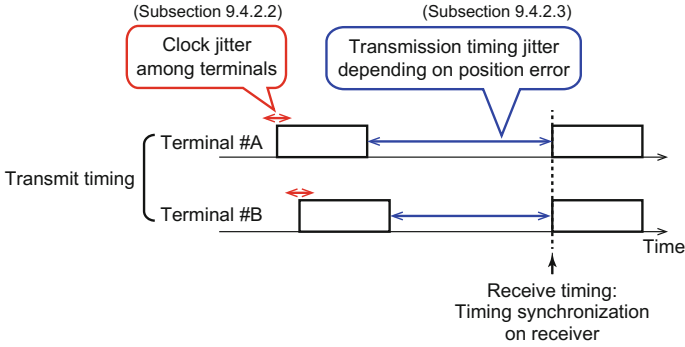 (Subsection 9.4.2.2)
(Subsection 9.4.2.3)
Clock jitter
among terminals
Transmission timing jitter
depending on position error
Terminal #A
Transmit timing
Terminal #B
Time
Receive timing:
Timing synchronization
on receiver